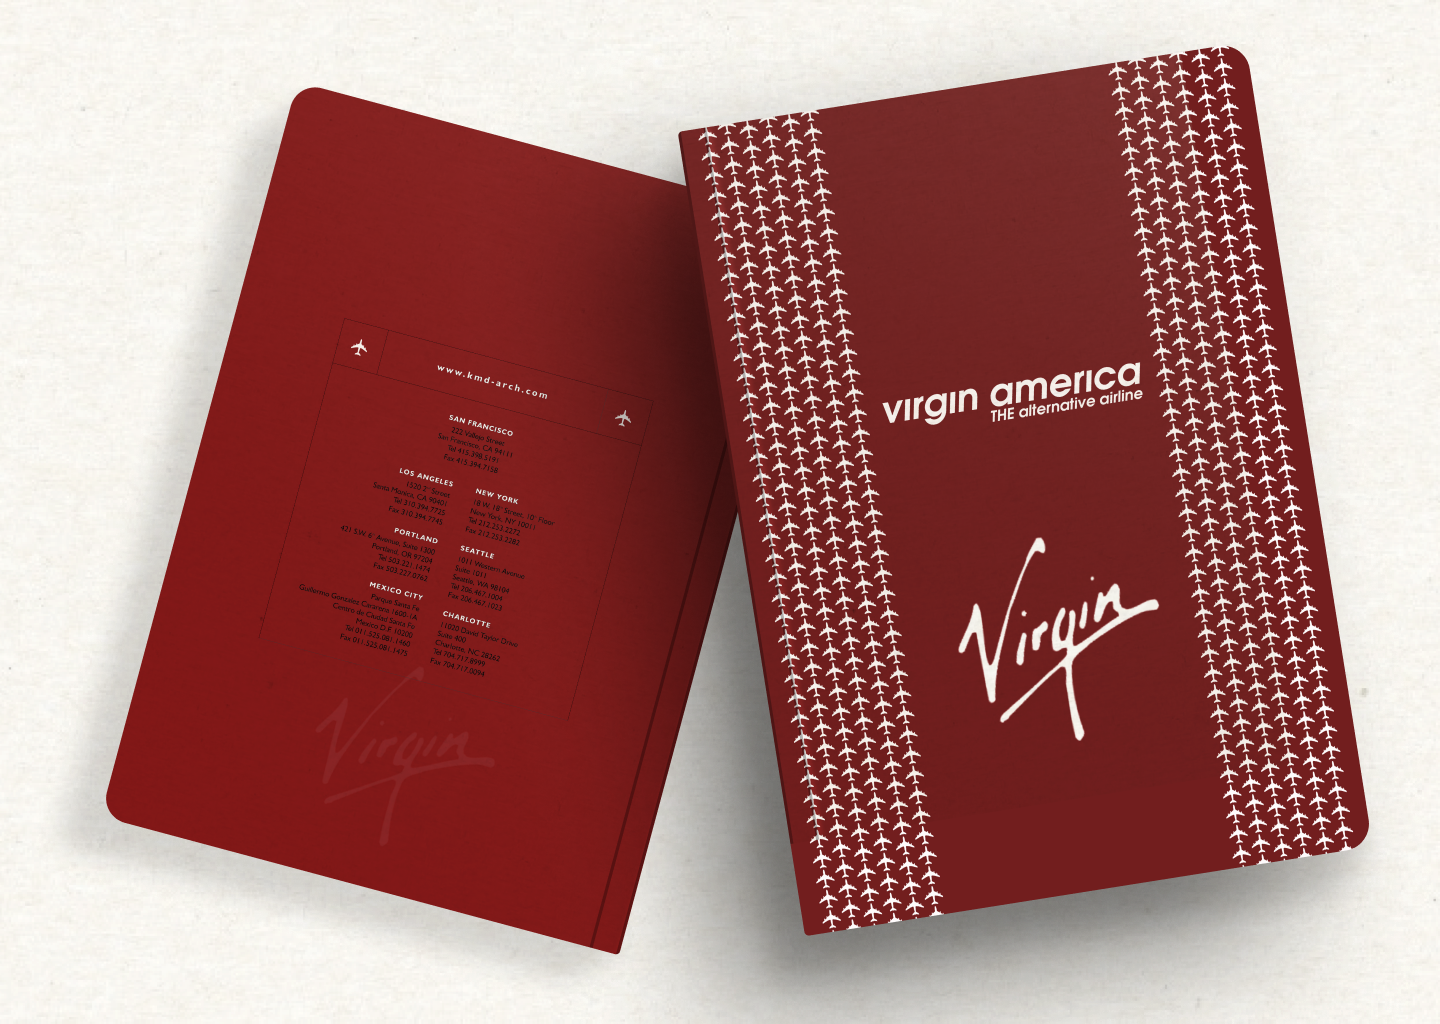 www.kmd-arch.com
SAN FRANCISCO
222 Vallejo Street
San Francisco, CA 94111
Tel 415.398.5191
Fax 415.394.7158
LOS ANGELES
1520 2" Street
Santa Monica, CA 90401
Tel 310.394.7725
Fax 310.394.7745
NEW YORK
18 W. 18" Street, 10" Floor
New York, NY 10011
Tel 212.253.2272
Fax 212.253.2282
PORTLAND
421 SW. 6" Avenue, Suite 1300
Portland, OR 97204
Tel 503.221.1474
Fax 503.227.0762
SEATTLE
1011 Western Avenue
Suite 1011
Seattle, WA 98104
Tel 206.467.1004
Fax 206.467.1023
MEXICO CITY
Parque Santa Fe
Guillermo Gonzalez Camarena 1600-1A
Centro de Ciudad Santa Fe
Mexico D.F. 10200
Tel 011.525.081.1460
Fax 011.525.081.1475
CHARLOTTE
11020 David Taylor Drive
Suite 400
Charlotte, NC 28262
Tel 704.717.8999
Fax 704.717.0094
Virgin
virgin america
THE alternative airline
Virgin